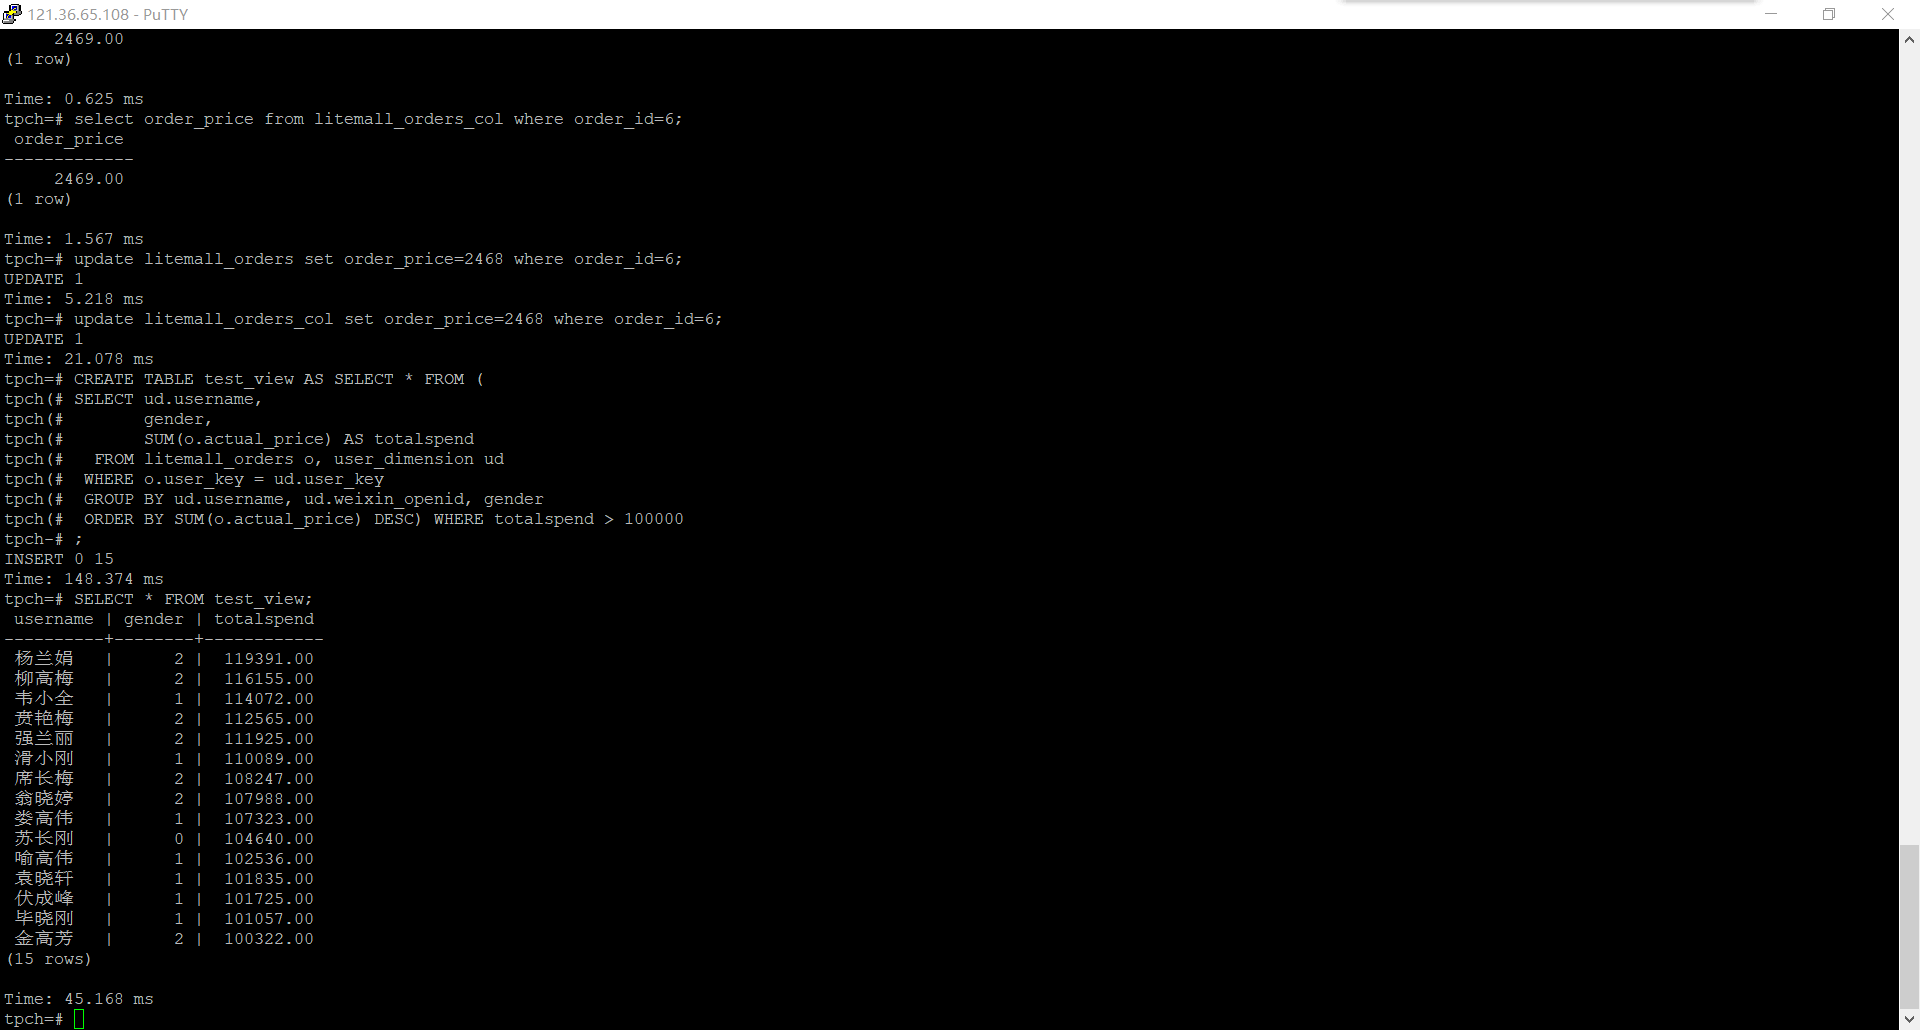 121.36.65.108 - PuTTY
     2469.00
(1 row)

Time: 0.625 ms
tpch=# select order_price from litemall_orders_col where order_id=6;
 order_price
-------------
     2469.00
(1 row)

Time: 1.567 ms
tpch=# update litemall_orders set order_price=2468 where order_id=6;
UPDATE 1
Time: 5.218 ms
tpch=# update litemall_orders_col set order_price=2468 where order_id=6;
UPDATE 1
Time: 21.078 ms
tpch=# CREATE TABLE test_view AS SELECT * FROM (
tpch(# SELECT ud.username,
tpch(#        gender,
tpch(#        SUM(o.actual_price) AS totalspend
tpch(#   FROM litemall_orders o, user_dimension ud
tpch(#  WHERE o.user_key = ud.user_key
tpch(#  GROUP BY ud.username, ud.weixin_openid, gender
tpch(#  ORDER BY SUM(o.actual_price) DESC) WHERE totalspend > 100000
tpch-# ;
INSERT 0 15
Time: 148.374 ms
tpch=# SELECT * FROM test_view;
 username | gender | totalspend
----------+--------+------------
 杨兰娟   |      2 |  119391.00
 柳高梅   |      2 |  116155.00
 韦小全   |      1 |  114072.00
 贲艳梅   |      2 |  112565.00
 强兰丽   |      2 |  111925.00
 滑小刚   |      1 |  110089.00
 席长梅   |      2 |  108247.00
 翁晓婷   |      2 |  107988.00
 娄高伟   |      1 |  107323.00
 苏长刚   |      0 |  104640.00
 喻高伟   |      1 |  102536.00
 袁晓轩   |      1 |  101835.00
 伏成峰   |      1 |  101725.00
 毕晓刚   |      1 |  101057.00
 金高芳   |      2 |  100322.00
(15 rows)

Time: 45.168 ms
tpch=#